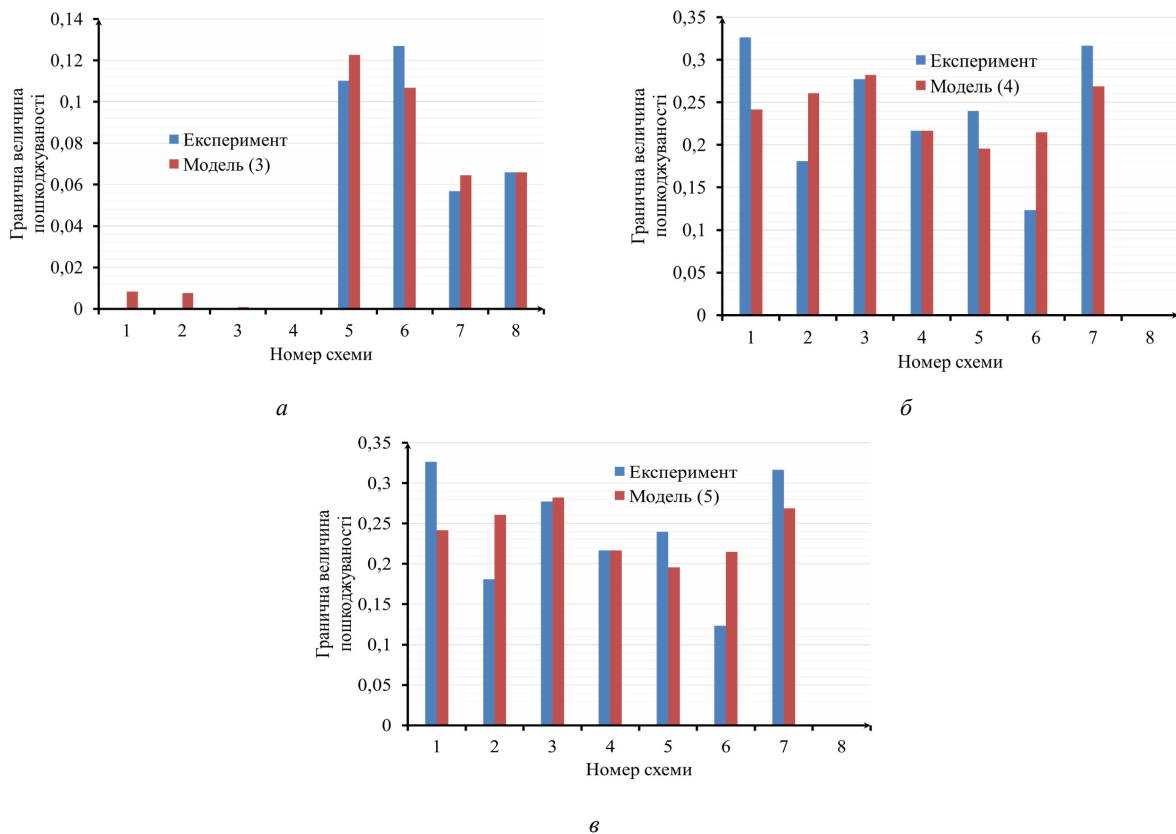 0,14
0,12
0,1
0,08
0,06
0,04
0,02
0
Гранична величина
пошкоджуваності
Експеримент
Модель (3)
1 2 3 4 5 6 7 8
Номер схеми
а
0,35
0,3
0,25
0,2
0,15
0,1
0,05
0
Гранична величина
пошкоджуваності
Експеримент
Модель (4)
1 2 3 4 5 6 7 8
Номер схеми
б
0,35
0,3
0,25
0,2
0,15
0,1
0,05
0
Гранична величина
пошкоджуваності
Експеримент
Модель (5)
1 2 3 4 5 6 7 8
Номер схеми
в